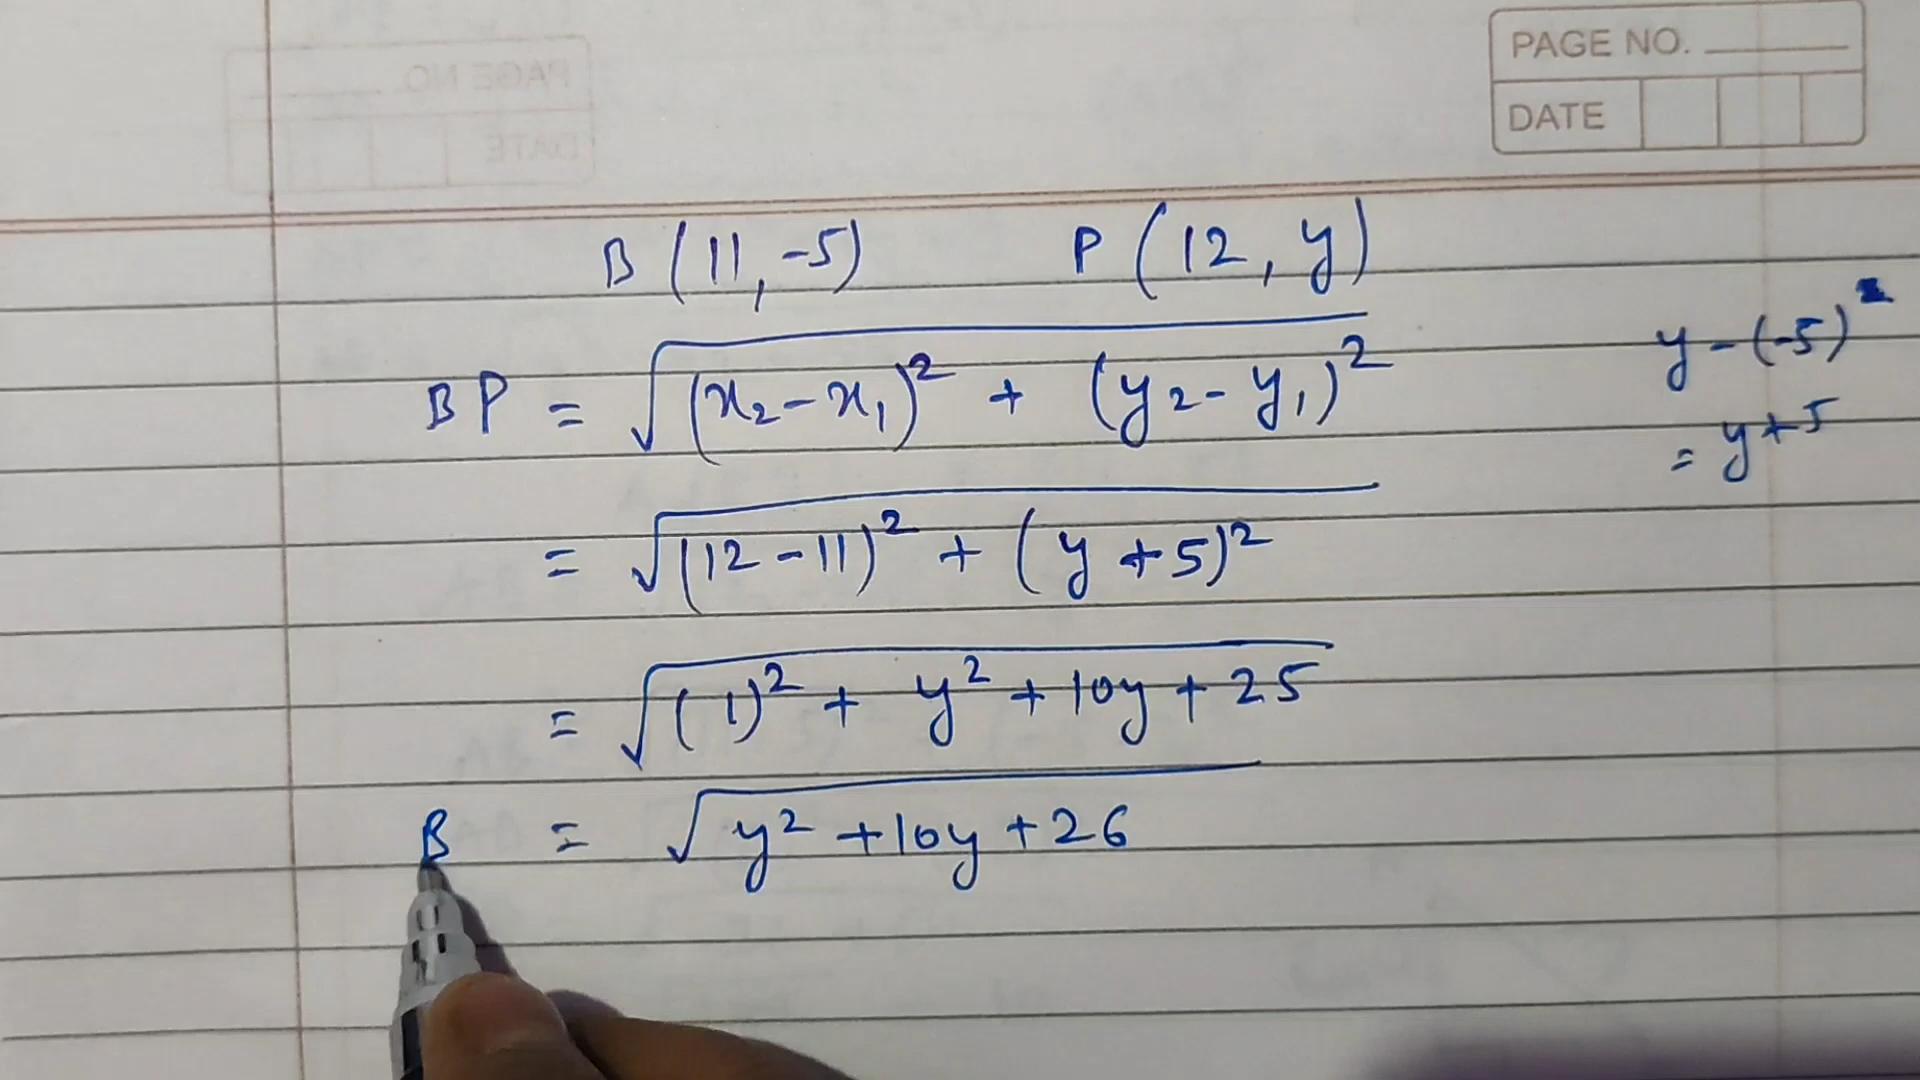 PAGE NO.
DATE
B (11, -5) P (12, y)
BP = √(x₂ - x₁)² + (y₂ - y₁)²
= √(12 - 11)² + (y + 5)²
= √(1)² + y² + 10y + 25
B = √y² + 10y + 26
y - (-5)
= y + 5